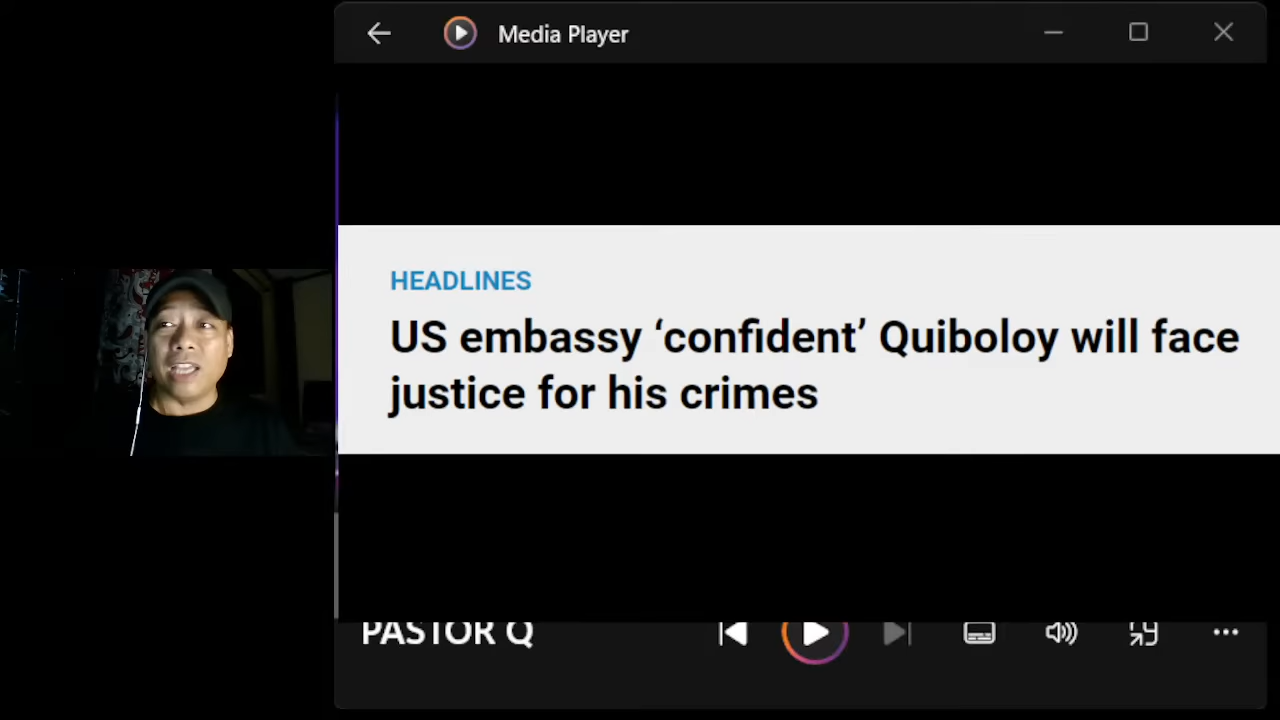 Media Player
HEADLINES
US embassy ‘confident’ Quiboloy will face
justice for his crimes
PASTOR Q